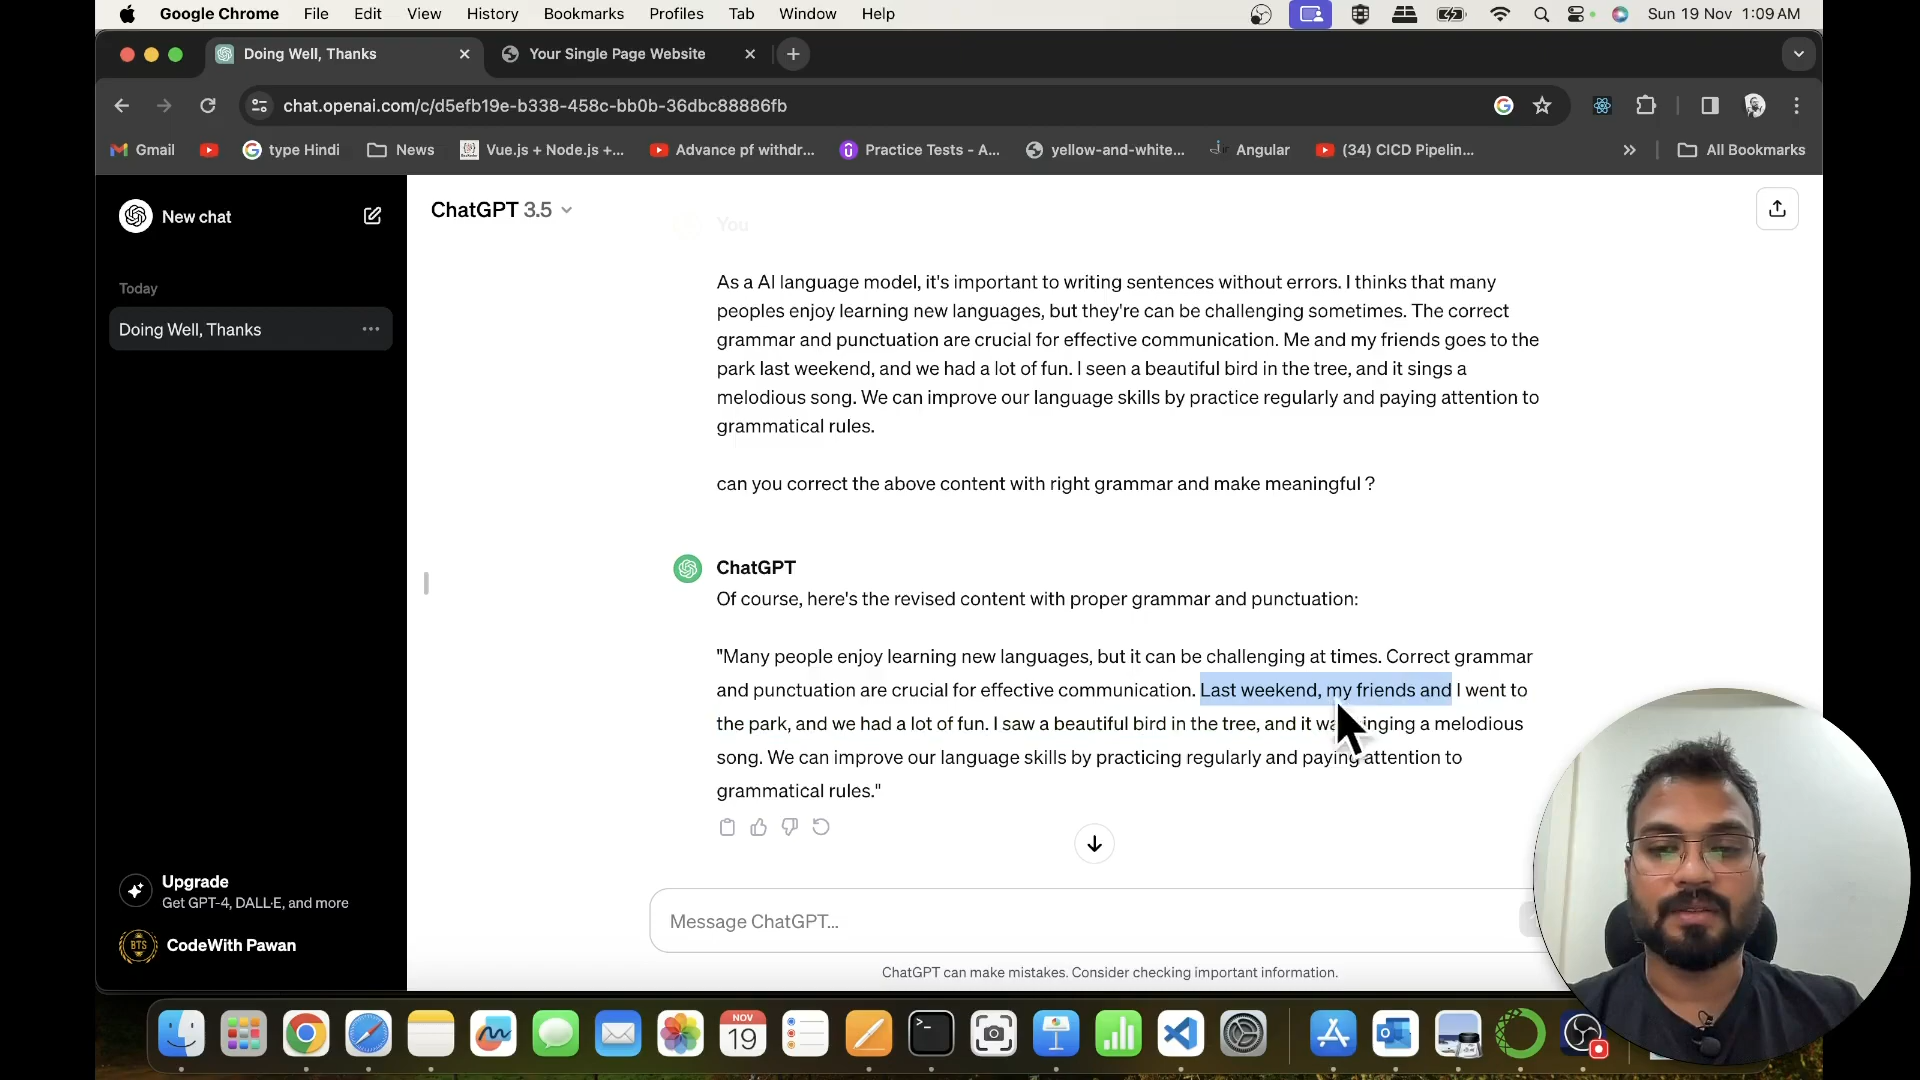 Google Chrome File Edit View History Bookmarks Profiles Tab Window Help Sun 19 Nov 1:09 AM
Doing Well, Thanks Your Single Page Website
chat.openai.com/c/d5efb19e-b338-458c-bb0b-36dbc88886fb
Gmail type Hindi News Vue.js + Node.js +... Advance pf withdr... Practice Tests - A... yellow-and-white... Angular (34) CICD Pipelin... All Bookmarks
New chat
ChatGPT 3.5
You
Today
Doing Well, Thanks
As a AI language model, it's important to writing sentences without errors. I thinks that many
peoples enjoy learning new languages, but they're can be challenging sometimes. The correct
grammar and punctuation are crucial for effective communication. Me and my friends goes to the
park last weekend, and we had a lot of fun. I seen a beautiful bird in the tree, and it sings a
melodious song. We can improve our language skills by practice regularly and paying attention to
grammatical rules.
can you correct the above content with right grammar and make meaningful ?
ChatGPT
Of course, here's the revised content with proper grammar and punctuation:
"Many people enjoy learning new languages, but it can be challenging at times. Correct grammar
and punctuation are crucial for effective communication. Last weekend, my friends and I went to
the park, and we had a lot of fun. I saw a beautiful bird in the tree, and it a melodious
song. We can improve our language skills by practicing regularly and paying attention to
grammatical rules."
Upgrade
Get GPT-4, DALL·E, and more
BTS CodeWith Pawan
Message ChatGPT...
ChatGPT can make mistakes. Consider checking important information.
NOV
19